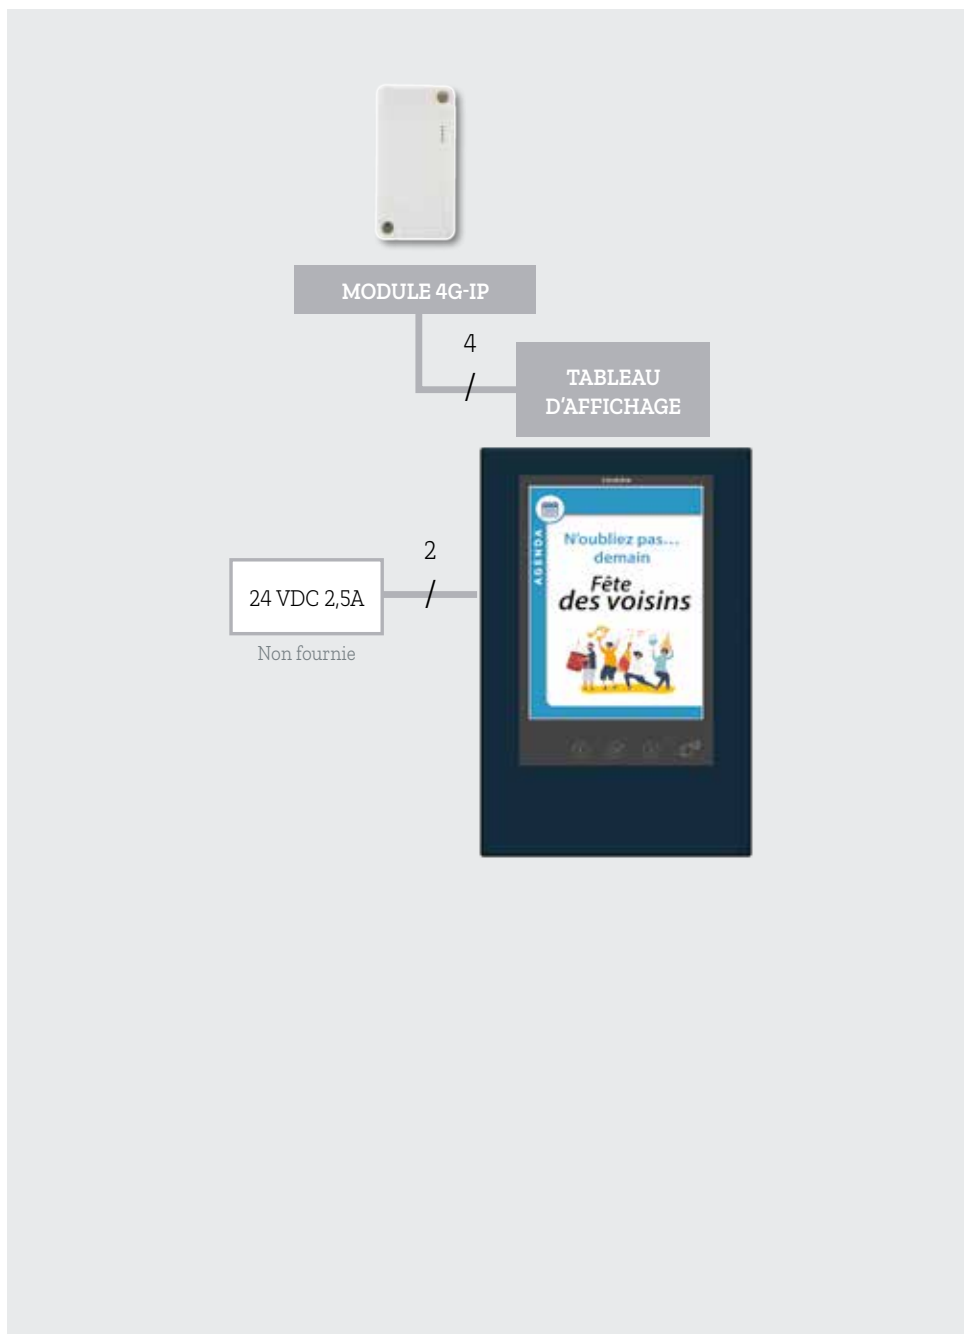 MODULE 4G-IP
4
TABLEAU
D'AFFICHAGE
AGENDA
N'oubliez pas...
demain
Fête
des voisins
2
24 VDC 2,5A
Non fournie